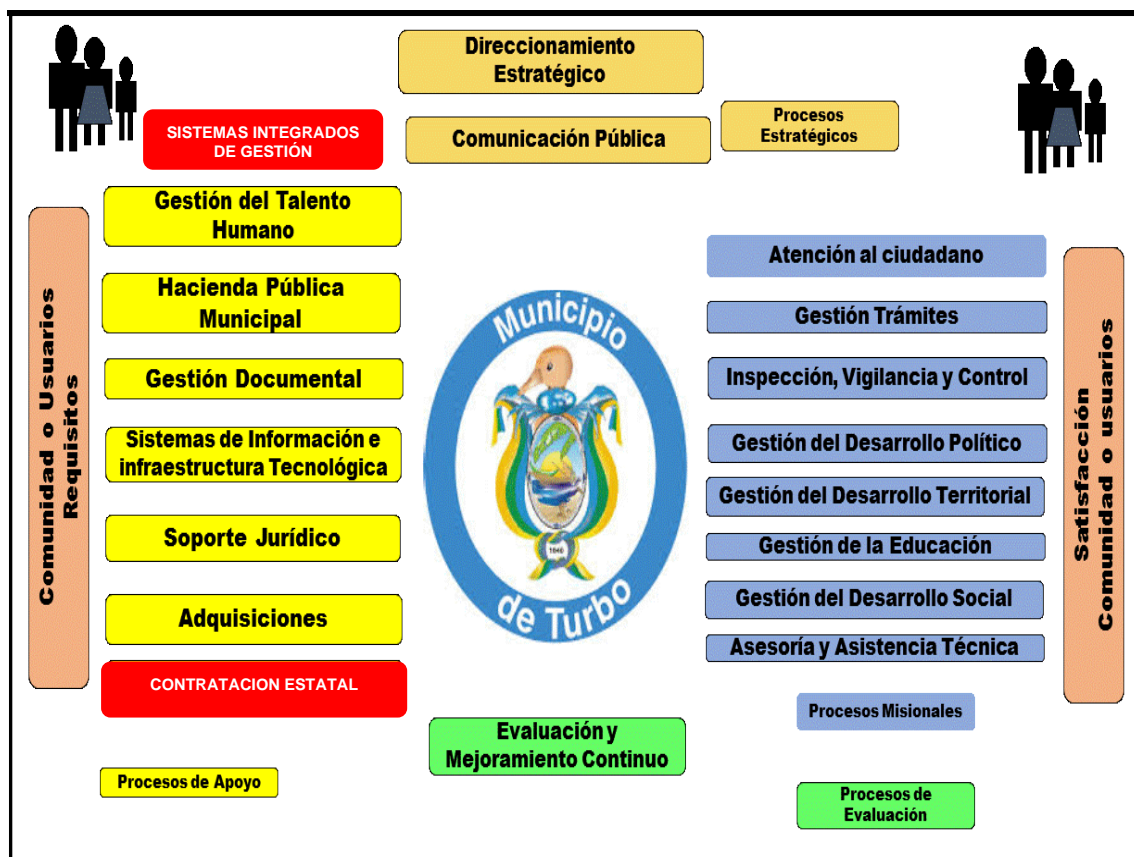 Direccionamiento
Estratégico
SISTEMAS INTEGRADOS
DE GESTIÓN
Comunicación Pública
Procesos
Estratégicos
Comunidad o Usuarios
Requisitos
Gestión del Talento
Humano
Hacienda Pública
Municipal
Gestión Documental
Sistemas de Información e
infraestructura Tecnológica
Soporte Jurídico
Adquisiciones
CONTRATACION ESTATAL
Procesos de Apoyo
Municipio
de Turbo
1840
Evaluación y
Mejoramiento Continuo
Atención al ciudadano
Gestión Trámites
Inspección, Vigilancia y Control
Gestión del Desarrollo Político
Gestión del Desarrollo Territorial
Gestión de la Educación
Gestión del Desarrollo Social
Asesoría y Asistencia Técnica
Procesos Misionales
Procesos de
Evaluación
Satisfacción
Comunidad o usuarios